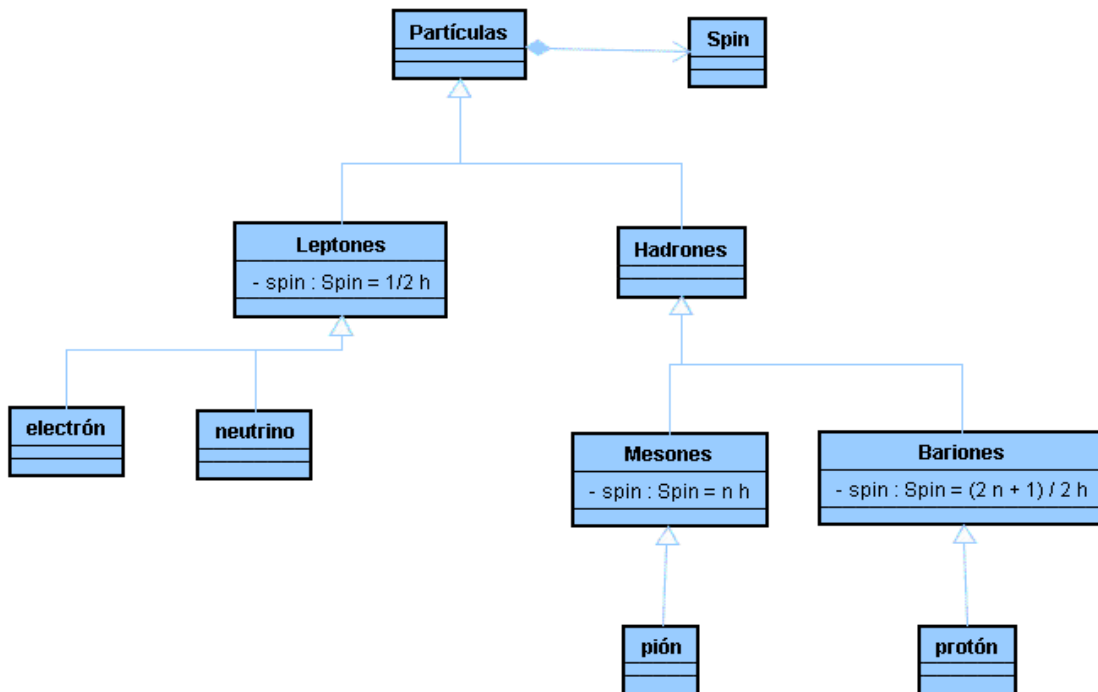 Partículas
Spin
Leptones
- spin : Spin = 1/2 h
Hadrones
electrón
neutrino
Mesones
- spin : Spin = n h
Bariones
- spin : Spin = (2 n + 1) / 2 h
pión
protón